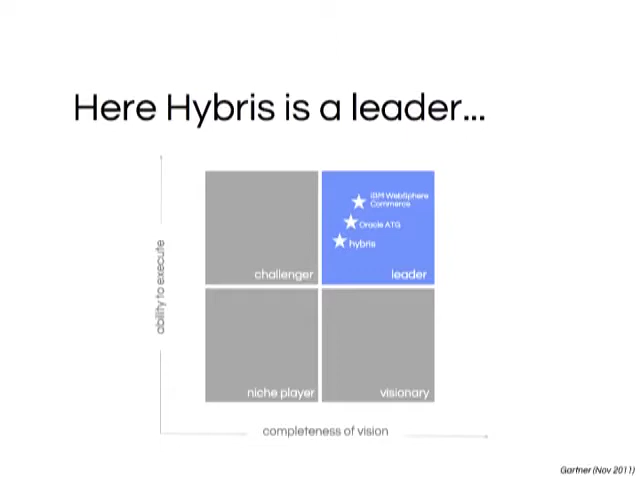 Here Hybris is a leader...
IBM WebSphere
Commerce
Oracle ATG
hybris
challenger
leader
ability to execute
niche player
visionary
completeness of vision
Gartner (Nov 2011)